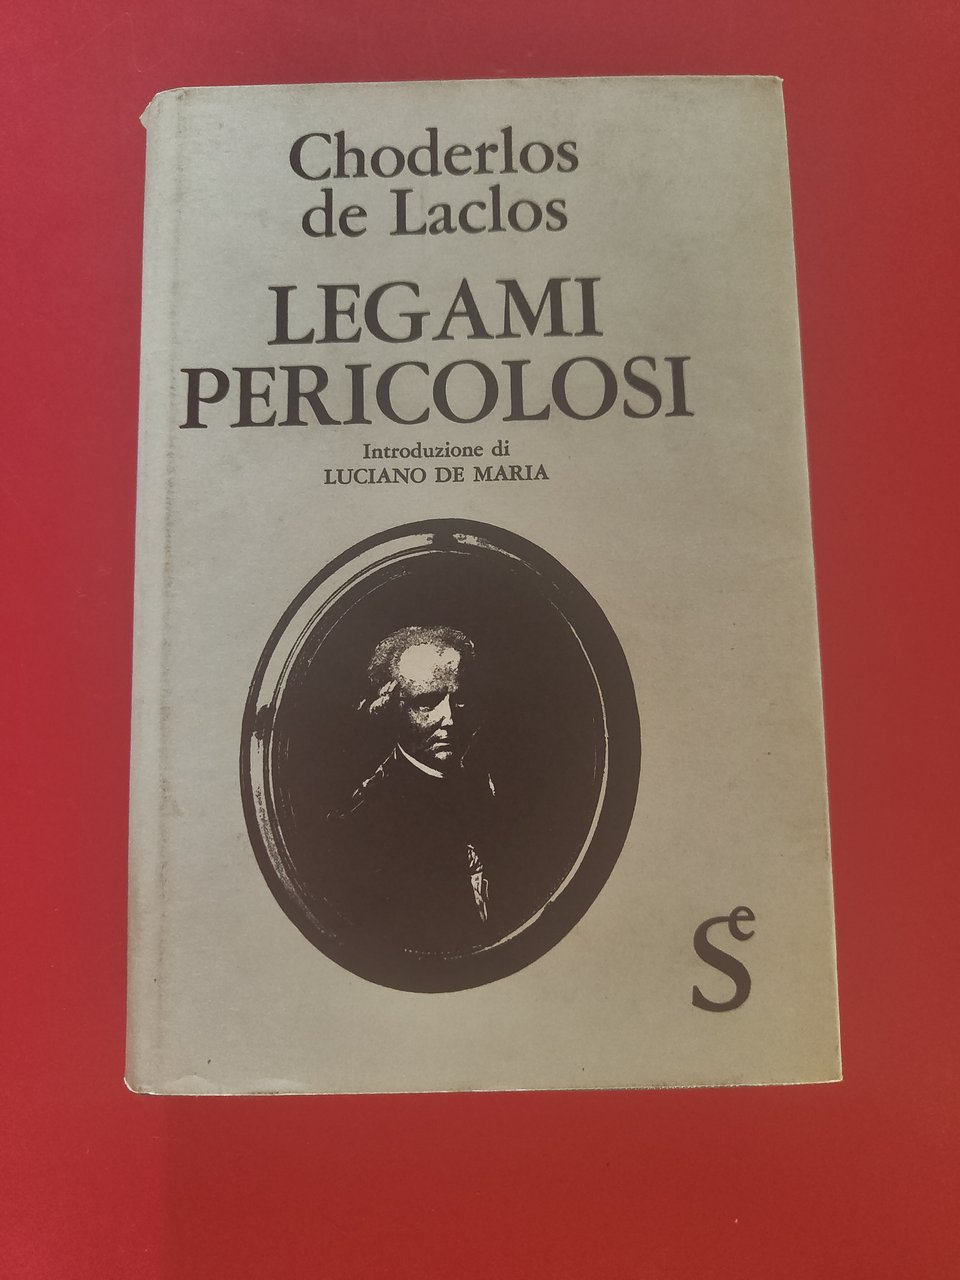 Choderlos
de Laclos
LEGAMI
PERICOLOSI
Introduzione di
LUCIANO DE MARIA
Se